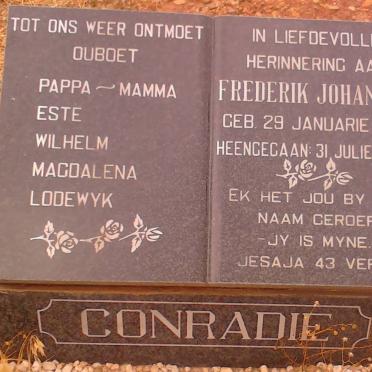 TOT ONS WEER ONTMOET
OUBOET
PAPPA ~ MAMMA
ESTE
WILHELM
MAGDALENA
LODEWYK
IN LIEFDEVOLL
HERINNERING AA
FREDERIK JOHAN
GEB. 29 JANUARIE
HEENGEGAAN: 31 JULIE
EK HET JOU BY
NAAM GEROE
-JY IS MYNE.
JESAJA 43 VER
CONRADIE